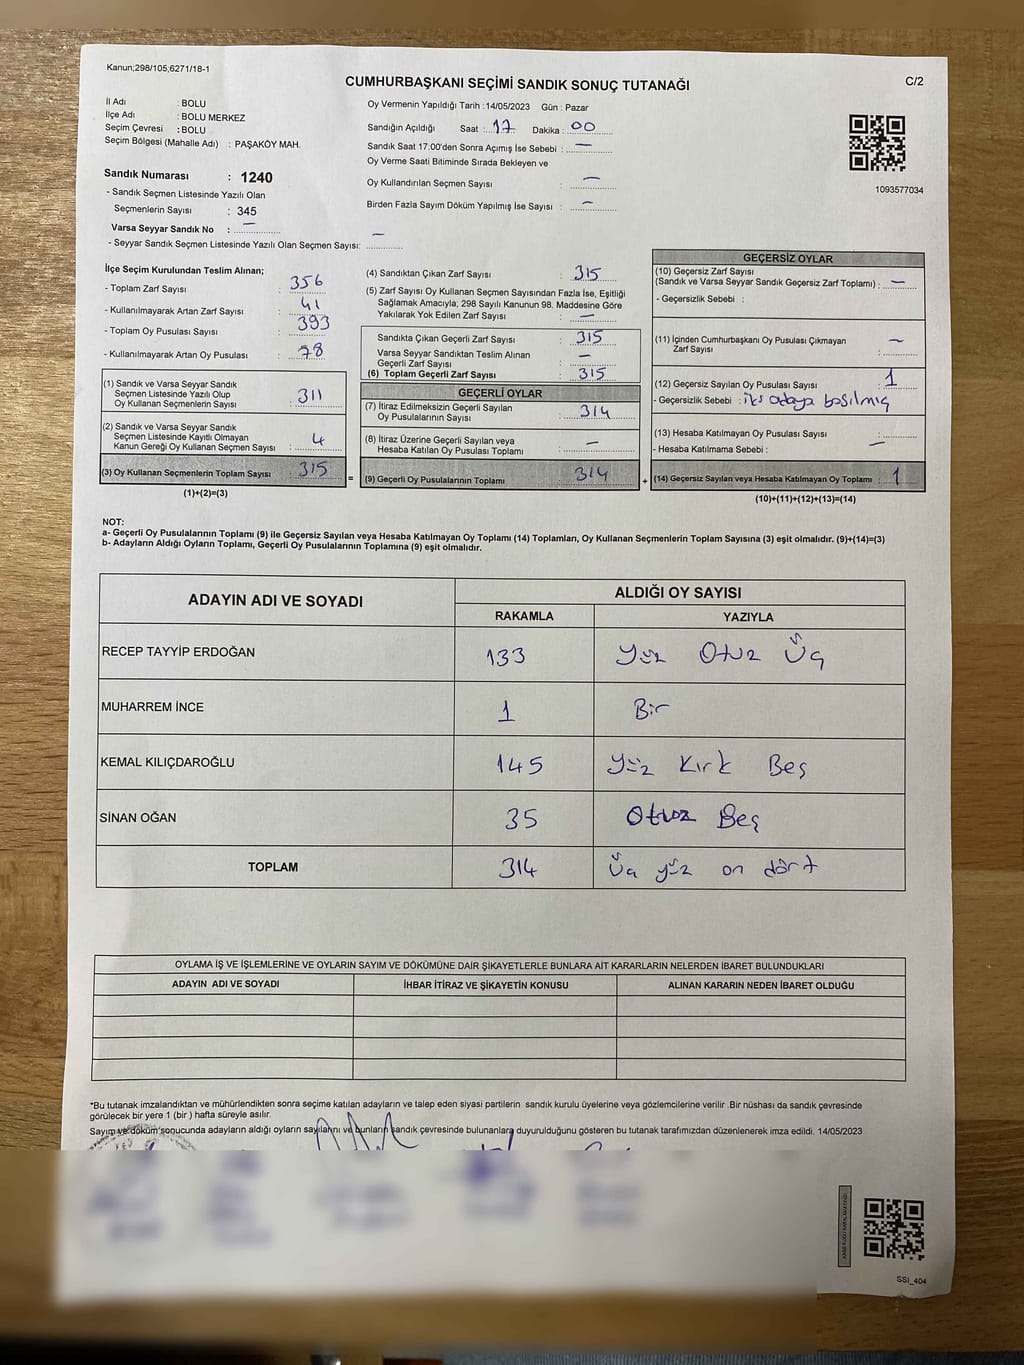 Kanun;298/105;6271/18-1
CUMHURBAŞKANI SEÇİMİ SANDIK SONUÇ TUTANAĞI
C/2
İl Adı : BOLU
İlçe Adı : BOLU MERKEZ
Seçim Çevresi : BOLU
Seçim Bölgesi (Mahalle Adı) : PAŞAKÖY MAH.
Sandık Numarası : 1240
- Sandık Seçmen Listesinde Yazılı Olan
Seçmenlerin Sayısı : 345
Varsa Seyyar Sandık No : —
- Seyyar Sandık Seçmen Listesinde Yazılı Olan Seçmen Sayısı: —
Oy Vermenin Yapıldığı Tarih :14/05/2023 Gün : Pazar
Sandığın Açıldığı Saat : 17 Dakika : 00
Sandık Saat 17:00'den Sonra Açılmış İse Sebebi : —
Oy Verme Saati Bitiminde Sırada Bekleyen ve
Oy Kullandırılan Seçmen Sayısı : —
Birden Fazla Sayım Döküm Yapılmış İse Sayısı : —
1093577034
İlçe Seçim Kurulundan Teslim Alınan;
- Toplam Zarf Sayısı : 356
- Kullanılmayarak Artan Zarf Sayısı : 41
- Toplam Oy Pusulası Sayısı : 393
- Kullanılmayarak Artan Oy Pusulası : 78
(1) Sandık ve Varsa Seyyar Sandık
Seçmen Listesinde Yazılı Olup
Oy Kullanan Seçmenlerin Sayısı : 311
(2) Sandık ve Varsa Seyyar Sandık
Seçmen Listesinde Kayıtlı Olmayan
Kanun Gereği Oy Kullanan Seçmen Sayısı : 4
(3) Oy Kullanan Seçmenlerin Toplam Sayısı : 315
(1)+(2)=(3)
=
(4) Sandıktan Çıkan Zarf Sayısı : 315
(5) Zarf Sayısı Oy Kullanan Seçmen Sayısından Fazla İse, Eşitliği
Sağlamak Amacıyla; 298 Sayılı Kanunun 98. Maddesine Göre
Yakılarak Yok Edilen Zarf Sayısı : —
Sandıkta Çıkan Geçerli Zarf Sayısı : 315
Varsa Seyyar Sandıktan Teslim Alınan
Geçerli Zarf Sayısı : —
(6) Toplam Geçerli Zarf Sayısı : 315
GEÇERLİ OYLAR
(7) İtiraz Edilmeksizin Geçerli Sayılan
Oy Pusulalarının Sayısı : 314
(8) İtiraz Üzerine Geçerli Sayılan veya
Hesaba Katılan Oy Pusulası Toplamı : —
(9) Geçerli Oy Pusulalarının Toplamı : 314
+
GEÇERSİZ OYLAR
(10) Geçersiz Zarf Sayısı
(Sandık ve Varsa Seyyar Sandık Geçersiz Zarf Toplamı) : —
- Geçersizlik Sebebi :
(11) İçinden Cumhurbaşkanı Oy Pusulası Çıkmayan
Zarf Sayısı : —
(12) Geçersiz Sayılan Oy Pusulası Sayısı : 1
- Geçersizlik Sebebi : iki adaya basılmış
(13) Hesaba Katılmayan Oy Pusulası Sayısı : —
- Hesaba Katılmama Sebebi :
(14) Geçersiz Sayılan veya Hesaba Katılmayan Oy Toplamı : 1
(10)+(11)+(12)+(13)=(14)
NOT:
a- Geçerli Oy Pusulalarının Toplamı (9) ile Geçersiz Sayılan veya Hesaba Katılmayan Oy Toplamı (14) Toplamları, Oy Kullanan Seçmenlerin Toplam Sayısına (3) eşit olmalıdır. (9)+(14)=(3)
b- Adayların Aldığı Oyların Toplamı, Geçerli Oy Pusulalarının Toplamına (9) eşit olmalıdır.
ADAYIN ADI VE SOYADI
ALDIĞI OY SAYISI
RAKAMLA YAZIYLA
RECEP TAYYİP ERDOĞAN 133 Yüz Otuz Üç
MUHARREM İNCE 1 Bir
KEMAL KILIÇDAROĞLU 145 Yüz Kırk Beş
SİNAN OĞAN 35 Otuz Beş
TOPLAM 314 Üç yüz on dört
OYLAMA İŞ VE İŞLEMLERİNE VE OYLARIN SAYIM VE DÖKÜMÜNE DAİR ŞİKAYETLERLE BUNLARA AİT KARARLARIN NELERDEN İBARET BULUNDUKLARI
ADAYIN ADI VE SOYADI İHBAR İTİRAZ VE ŞİKAYETİN KONUSU ALINAN KARARIN NEDEN İBARET OLDUĞU
*Bu tutanak imzalandıktan ve mühürlendikten sonra seçime katılan adayların ve talep eden siyasi partilerin sandık kurulu üyelerine veya gözlemcilerine verilir .Bir nüshası da sandık çevresinde
görülecek bir yere 1 (bir ) hafta süreyle asılır.
Sayım ve döküm sonucunda adayların aldığı oyların sayılarını ve bunların sandık çevresinde bulunanlara duyurulduğunu gösteren bu tutanak tarafımızdan düzenlenerek imza edildi. 14/05/2023
SSİ_404